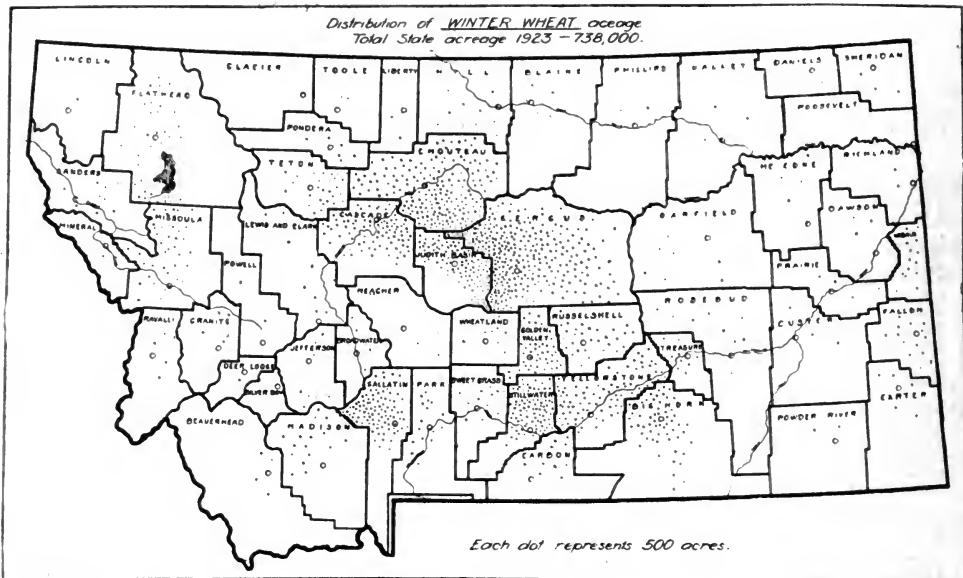 Distribution of WINTER WHEAT aceage
Total State acreage 1923 – 738,000.
LINCOLN
FLATHEAD
GLACIER
TOOLE
LIBERTY
HILL
BLAINE
PHILLIPS
VALLEY
DANIELS
SHERIDAN
ROOSEVELT
PONDERA
TETON
CHOUTEAU
SANDERS
MISSOULA
MINERAL
LEWIS AND CLARK
POWELL
CASCADE
JUDITH BASIN
FERGUS
GARFIELD
MC CONE
RICHLAND
DAWSON
WIBAUX
PRAIRIE
MEAGHER
WHEATLAND
GOLDEN
VALLEY
MUSSELSHELL
ROSEBUD
TREASURE
CUSTER
FALLON
RAVALLI
GRANITE
DEER LODGE
SILVER BOW
JEFFERSON
BROADWATER
GALLATIN
PARK
SWEET GRASS
STILLWATER
YELLOWSTONE
BIG HORN
CARBON
POWDER RIVER
CARTER
BEAVERHEAD
MADISON
Each dot represents 500 acres.